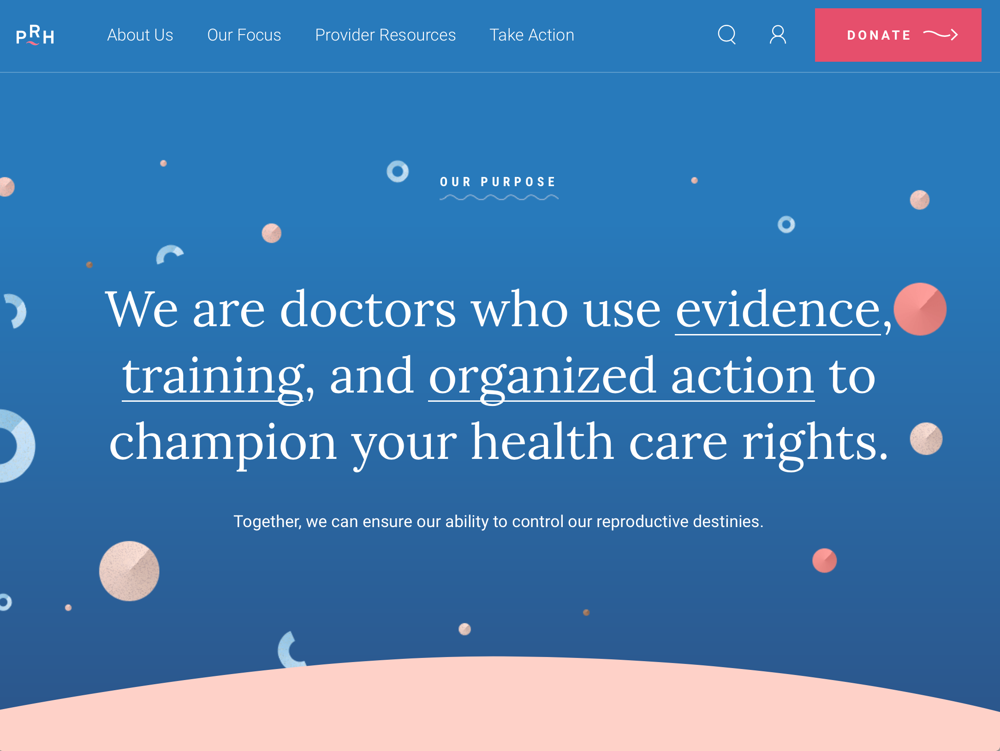 PRH
About Us
Our Focus
Provider Resources
Take Action
DONATE
OUR PURPOSE
We are doctors who use evidence,
training, and organized action to
champion your health care rights.
Together, we can ensure our ability to control our reproductive destinies.